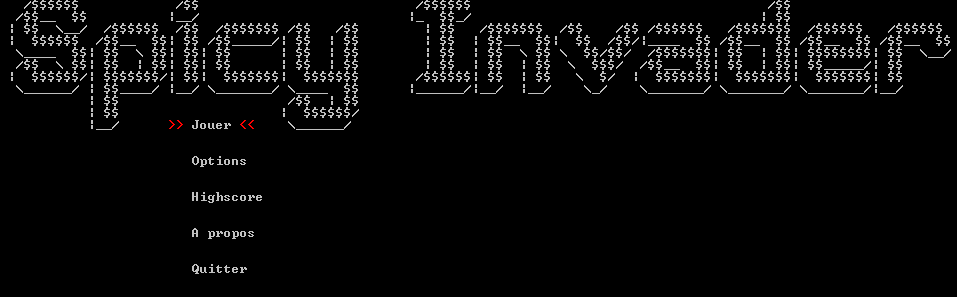 Spicy Invader
>> Jouer <<
Options
Highscore
A propos
Quitter